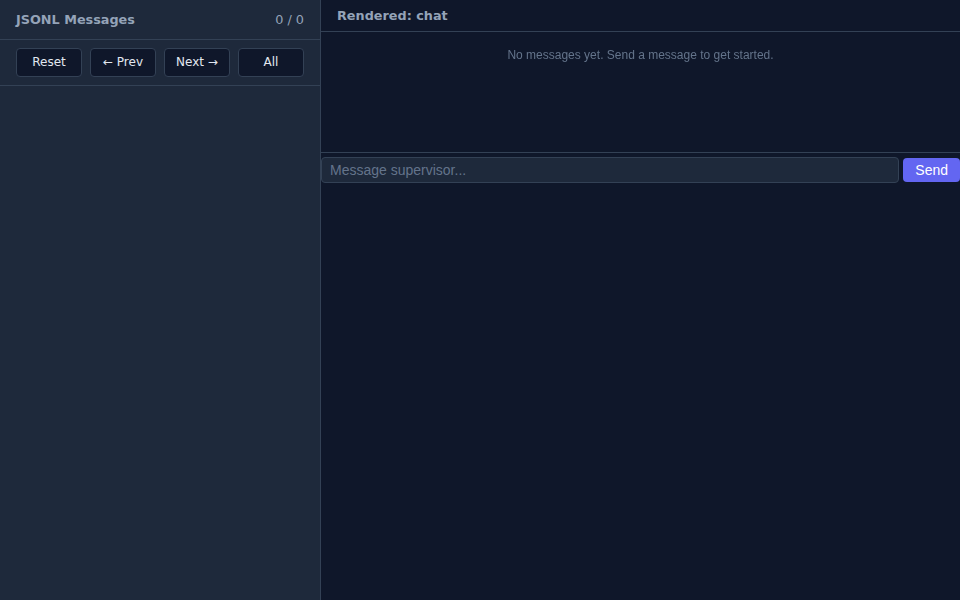 JSONL Messages
0 / 0
Reset
← Prev
Next →
All
Rendered: chat
No messages yet. Send a message to get started.
Message supervisor...
Send